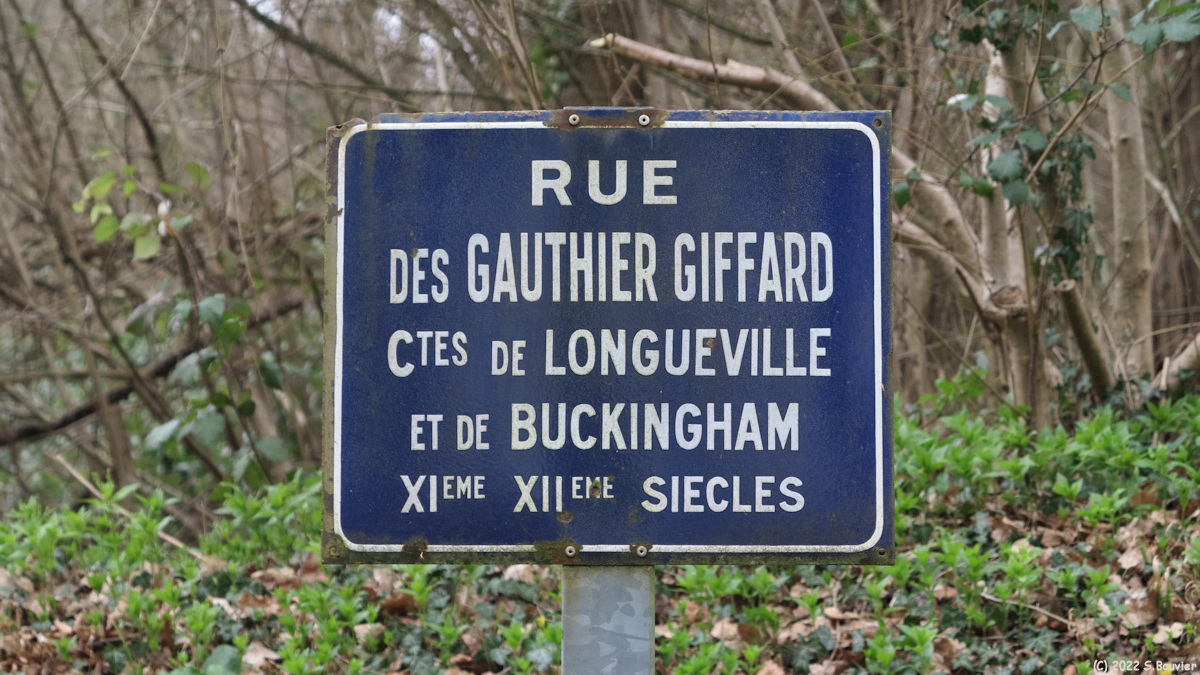 RUE
DES GAUTHIER GIFFARD
CTES DE LONGUEVILLE
ET DE BUCKINGHAM
XIEME XIIEME SIECLES
(C) 2022 S.Bouvier